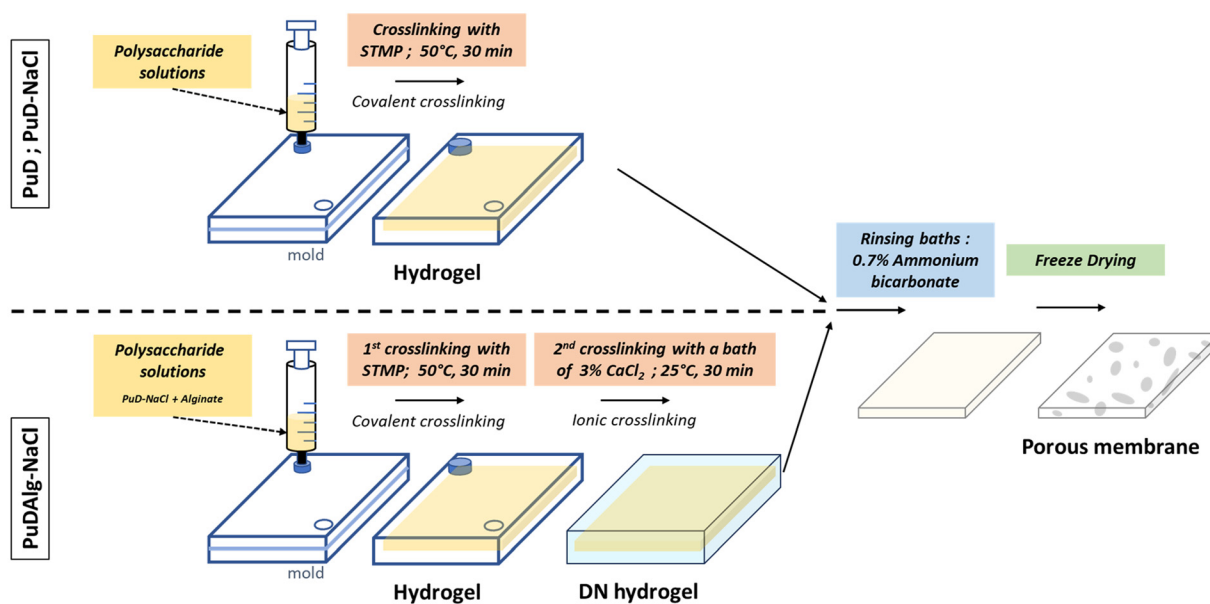 PuD ; PuD-NaCl
Polysaccharide
solutions
Crosslinking with
STMP ; 50°C, 30 min
Covalent crosslinking
mold
Hydrogel
Rinsing baths :
0.7% Ammonium
bicarbonate
Freeze Drying
Porous membrane
PuDAlg-NaCl
Polysaccharide
solutions
PuD-NaCl + Alginate
1st crosslinking with
STMP; 50°C, 30 min
Covalent crosslinking
2nd crosslinking with a bath
of 3% CaCl₂ ; 25°C, 30 min
Ionic crosslinking
mold
Hydrogel
DN hydrogel